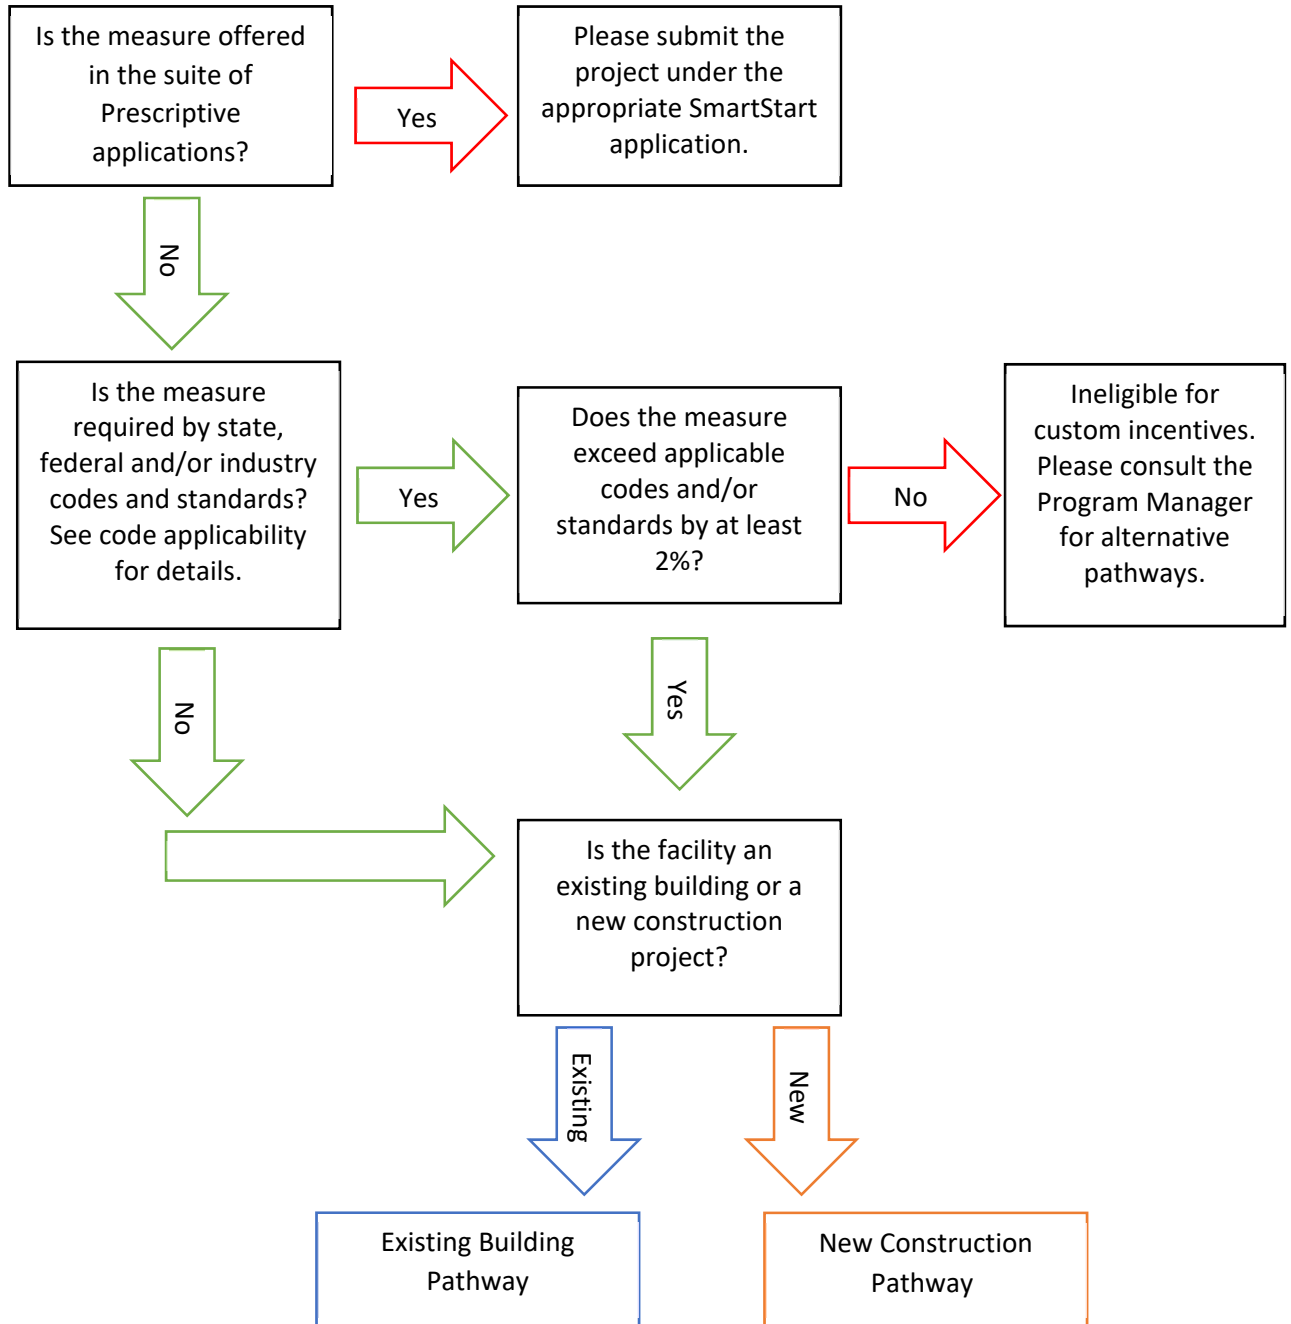 Is the measure offered
in the suite of
Prescriptive
applications?
Yes
Please submit the
project under the
appropriate SmartStart
application.
No
Is the measure
required by state,
federal and/or industry
codes and standards?
See code applicability
for details.
Yes
Does the measure
exceed applicable
codes and/or
standards by at least
2%?
No
Ineligible for
custom incentives.
Please consult the
Program Manager
for alternative
pathways.
No
Yes
Is the facility an
existing building or a
new construction
project?
Existing
New
Existing Building
Pathway
New Construction
Pathway